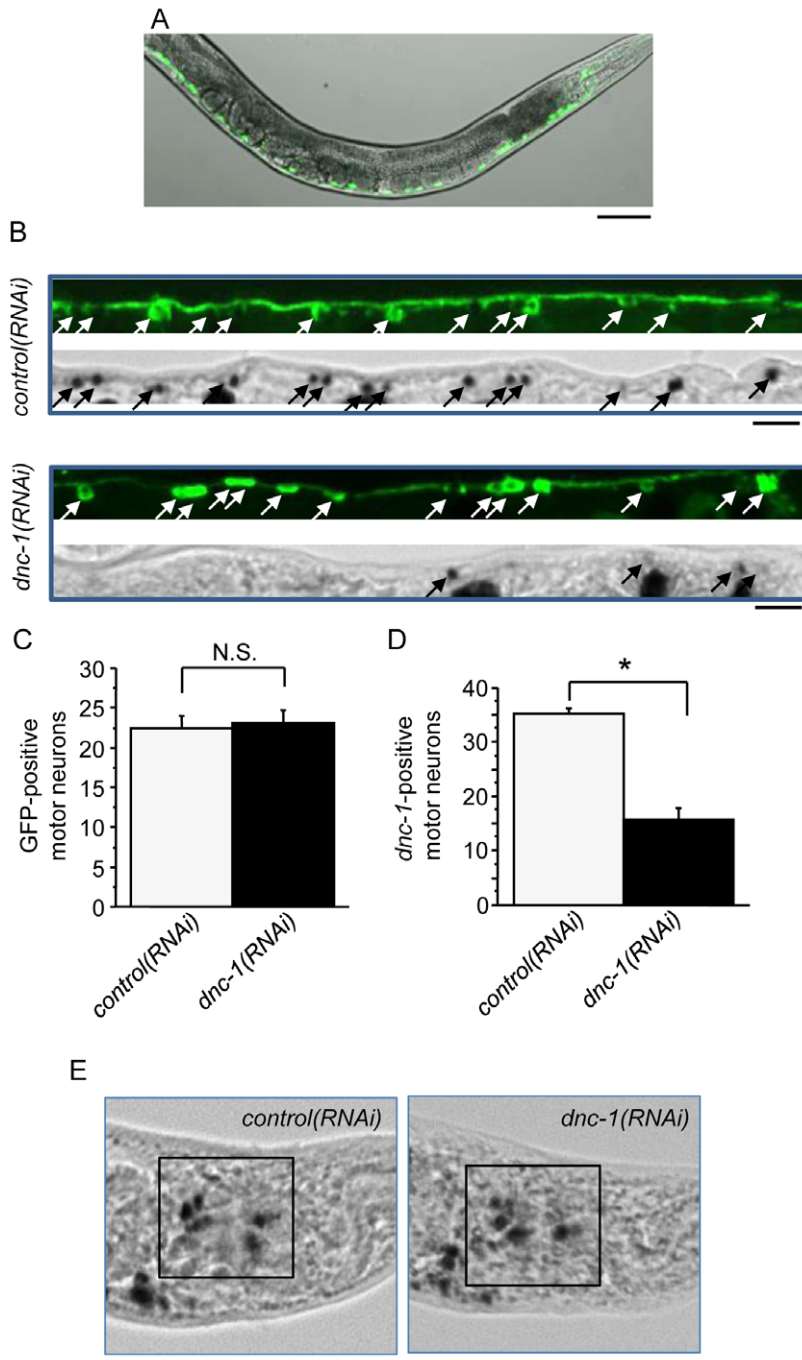 A
B
control(RNAi)
dnc-1(RNAi)
C
N.S.
30
25
20
15
10
5
0
GFP-positive
motor neurons
control(RNAi)
dnc-1(RNAi)
D
*
40
35
20
15
10
0
dnc-1-positive
motor neurons
control(RNAi)
dnc-1(RNAi)
E
control(RNAi)
dnc-1(RNAi)